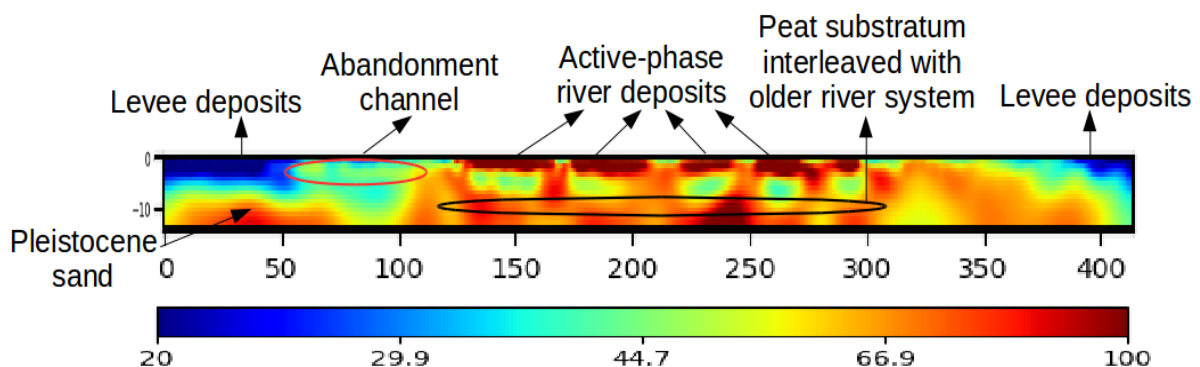 Peat substratum
interleaved with
older river system
Active-phase
river deposits
Abandonment
channel
Levee deposits
Levee deposits
0
-10
Pleistocene
sand
0 50 100 150 200 250 300 350 400
20 29.9 44.7 66.9 100